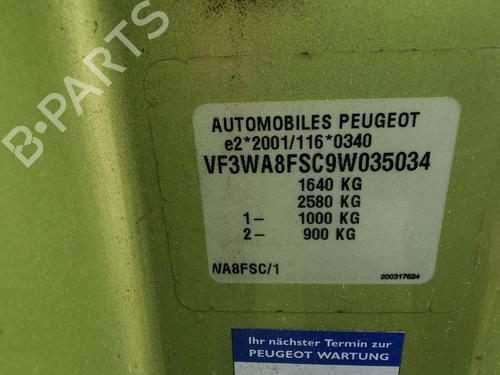 B-PARTS
AUTOMOBILES PEUGEOT
e2*2001/116*0340
VF3WA8FSC9W035034
1640 KG
2580 KG
1- 1000 KG
2- 900 KG
WA8FSC/1
200317624
Ihr nächster Termin zur
PEUGEOT WARTUNG